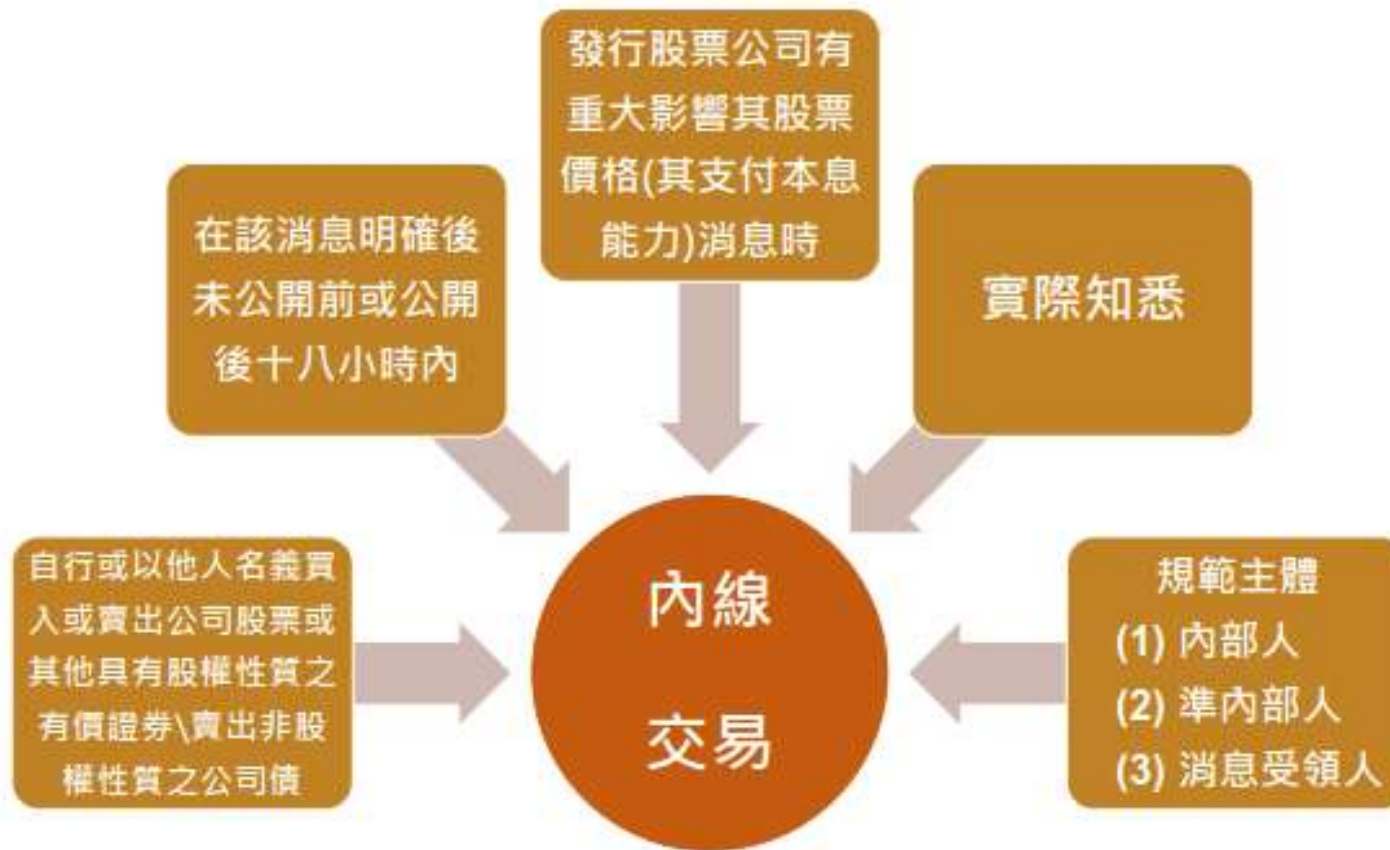 發行股票公司有
重大影響其股票
價格(其支付本息
能力)消息時
在該消息明確後
未公開前或公開
後十八小時內
實際知悉
自行或以他人名義買
入或賣出公司股票或
其他具有股權性質之
有價證券\賣出非股
權性質之公司債
內線
交易
規範主體
(1) 內部人
(2) 準內部人
(3) 消息受領人